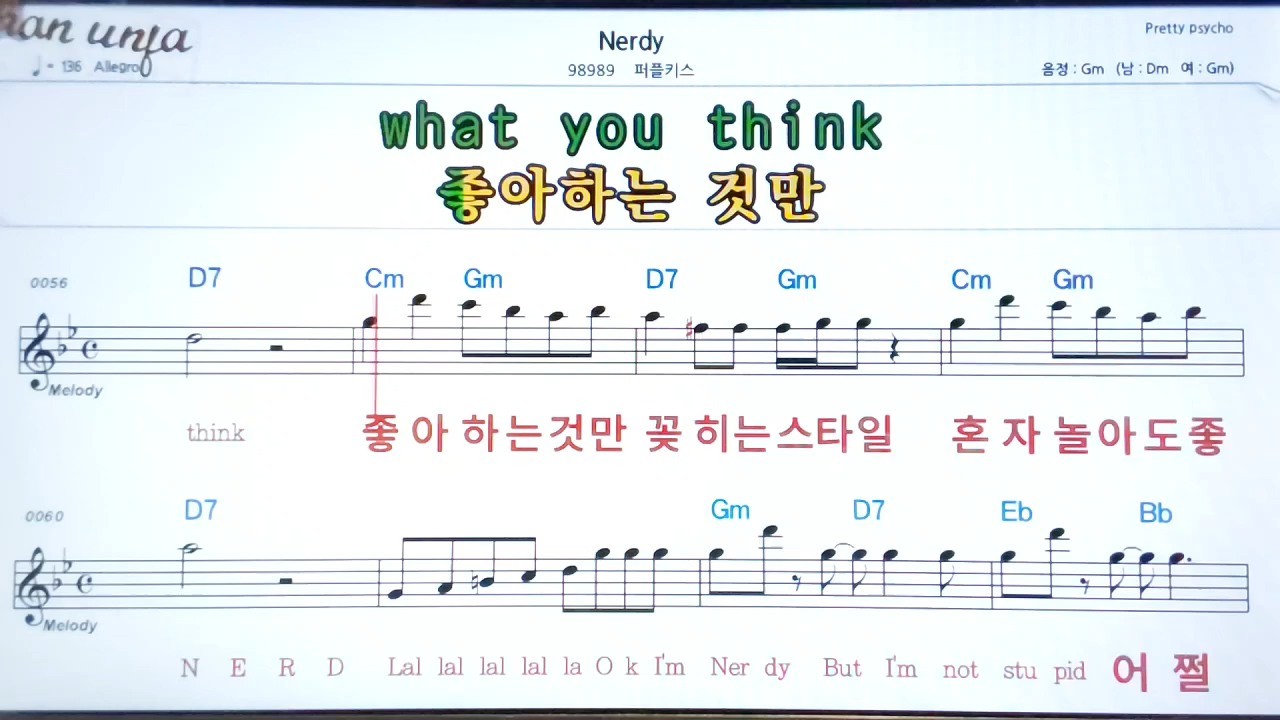 Pretty psycho
Nerdy
♩= 136 Allegro
98989 퍼플키스
음정 : Gm (남 : Dm 여 : Gm)
what you think
좋아하는 것만
0056 D7 Cm Gm D7 Gm Cm Gm
Melody
think 좋 아 하 는 것 만 꽂 히 는 스 타 일 혼 자 놀 아 도 좋
0060 D7 Gm D7 Eb Bb
Melody
N E R D Lal lal lal lal la O k I'm Ner dy But I'm not stu pid 어 쩔